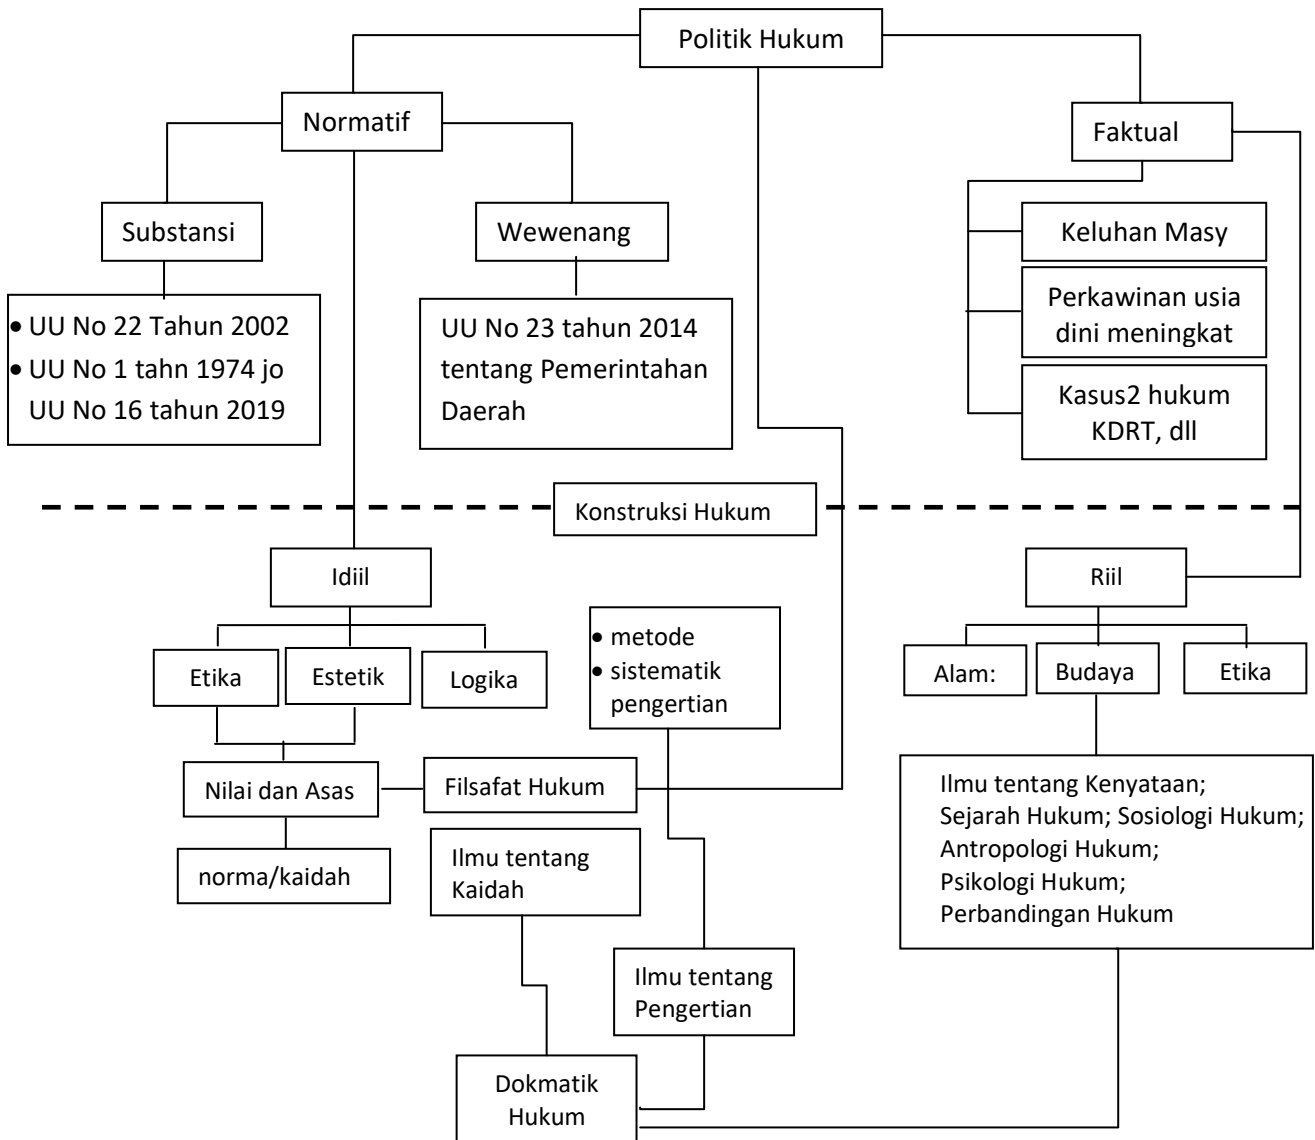 Politik Hukum
Normatif
Faktual
Substansi
Wewenang
Keluhan Masy
Perkawinan usia
dini meningkat
Kasus2 hukum
KDRT, dll
• UU No 22 Tahun 2002
• UU No 1 tahn 1974 jo
UU No 16 tahun 2019
UU No 23 tahun 2014
tentang Pemerintahan
Daerah
Konstruksi Hukum
Idiil
Riil
Etika
Estetik
Logika
• metode
• sistematik
pengertian
Alam:
Budaya
Etika
Nilai dan Asas
Filsafat Hukum
norma/kaidah
Ilmu tentang
Kaidah
Ilmu tentang Kenyataan;
Sejarah Hukum; Sosiologi Hukum;
Antropologi Hukum;
Psikologi Hukum;
Perbandingan Hukum
Ilmu tentang
Pengertian
Dokmatik
Hukum